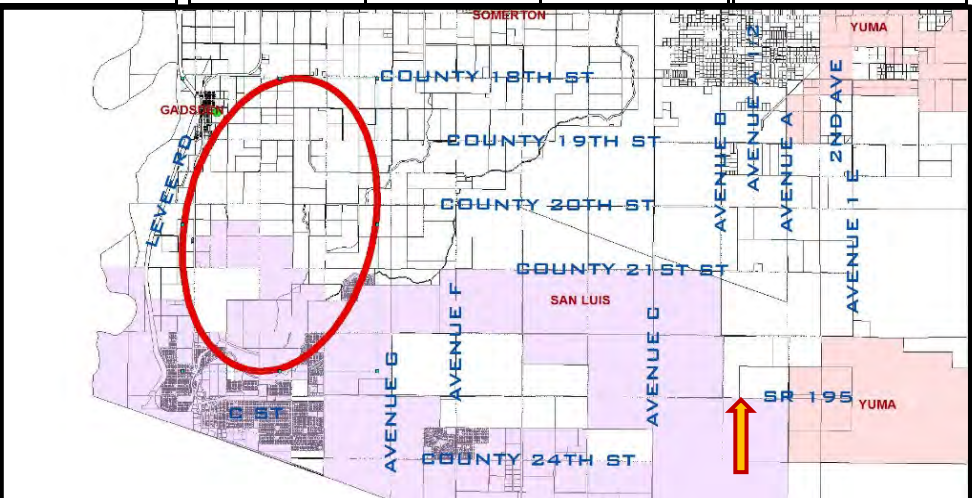 SOMERTON
YUMA
COUNTY 18TH ST
GADSDEN
COUNTY 19TH ST
LEVEE RD
AVENUE B
AVENUE A 1/2
AVENUE A
2ND AVE
COUNTY 20TH ST
AVENUE 1 E
COUNTY 21ST ST
SAN LUIS
AVENUE F
AVENUE G
AVENUE C
SR 195
YUMA
C ST
COUNTY 24TH ST